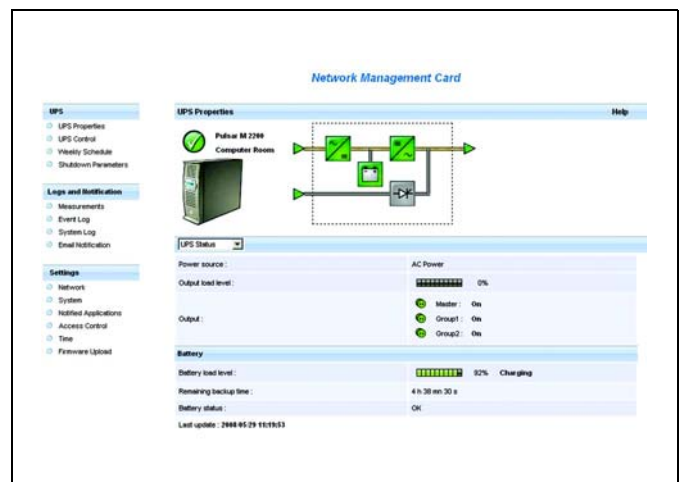 Network Management Card
UPS
UPS Properties
UPS Control
Weekly Schedule
Shutdown Parameters
Logs and Notification
Measurements
Event Log
System Log
Email Notification
Settings
Network
System
Notified Applications
Access Control
Time
Firmware Upload
UPS Properties Help
Pulsar M 2200
Computer Room
UPS Status
Power source : AC Power
Output load level : 0%
Output :
Master : On
Group1 : On
Group2 : On
Battery
Battery load level : 92% Charging
Remaining backup time : 4 h 38 mn 30 s
Battery status : OK
Last update : 2008/05/29 11:19:53